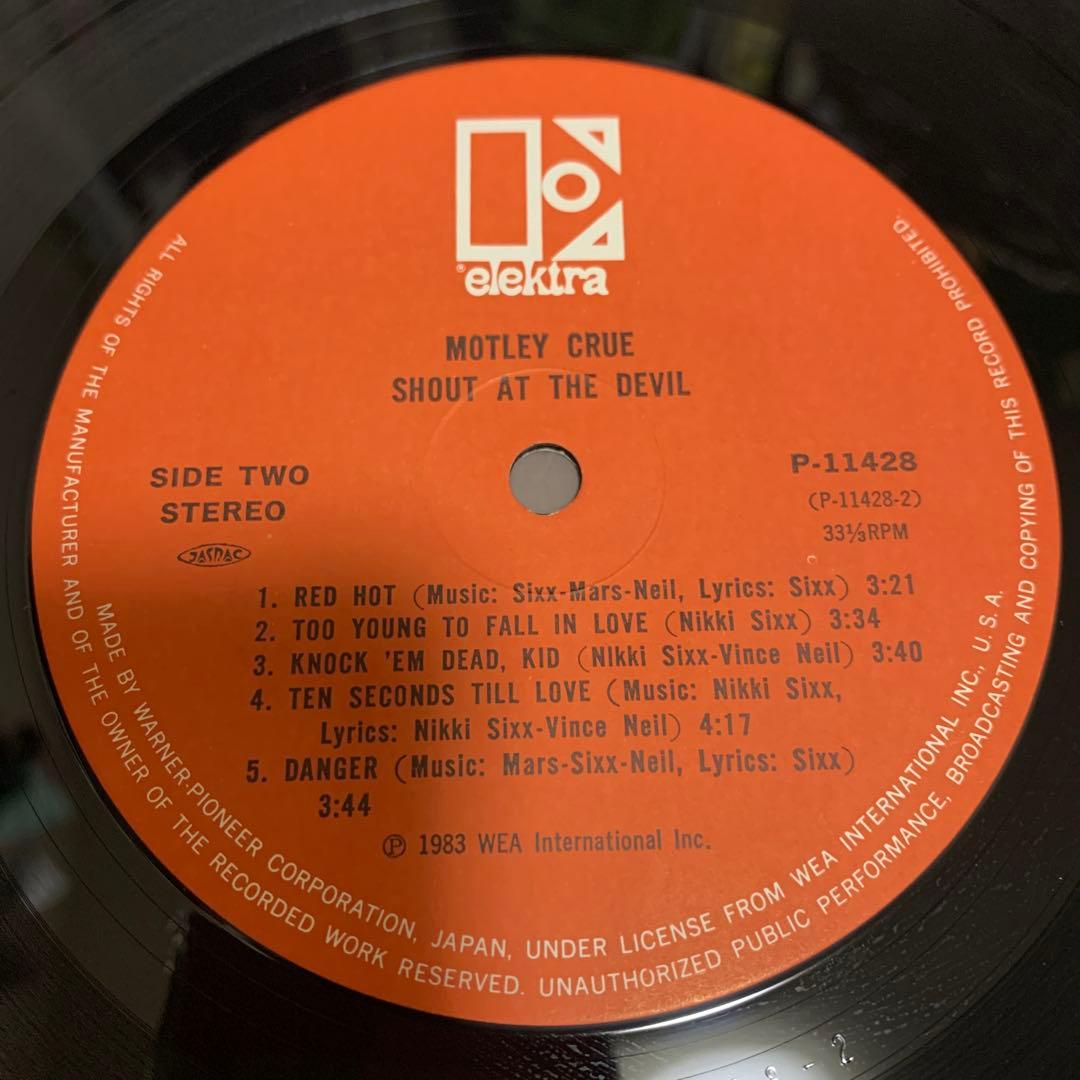 elektra
MOTLEY CRUE
SHOUT AT THE DEVIL
SIDE TWO
STEREO
JASRAC
P-11428
(P-11428-2)
33⅓RPM
1. RED HOT (Music: Sixx-Mars-Neil, Lyrics: Sixx) 3:21
2. TOO YOUNG TO FALL IN LOVE (Nikki Sixx) 3:34
3. KNOCK 'EM DEAD, KID (Nikki Sixx-Vince Neil) 3:40
4. TEN SECONDS TILL LOVE (Music: Nikki Sixx,
Lyrics: Nikki Sixx-Vince Neil) 4:17
5. DANGER (Music: Mars-Sixx-Neil, Lyrics: Sixx)
3:44
℗ 1983 WEA International Inc.
MADE BY WARNER-PIONEER CORPORATION, JAPAN, UNDER LICENSE FROM WEA INTERNATIONAL INC., U.S.A.
ALL RIGHTS OF THE MANUFACTURER AND OF THE OWNER OF THE RECORDED WORK RESERVED. UNAUTHORIZED PUBLIC PERFORMANCE, BROADCASTING AND COPYING OF THIS RECORD PROHIBITED.